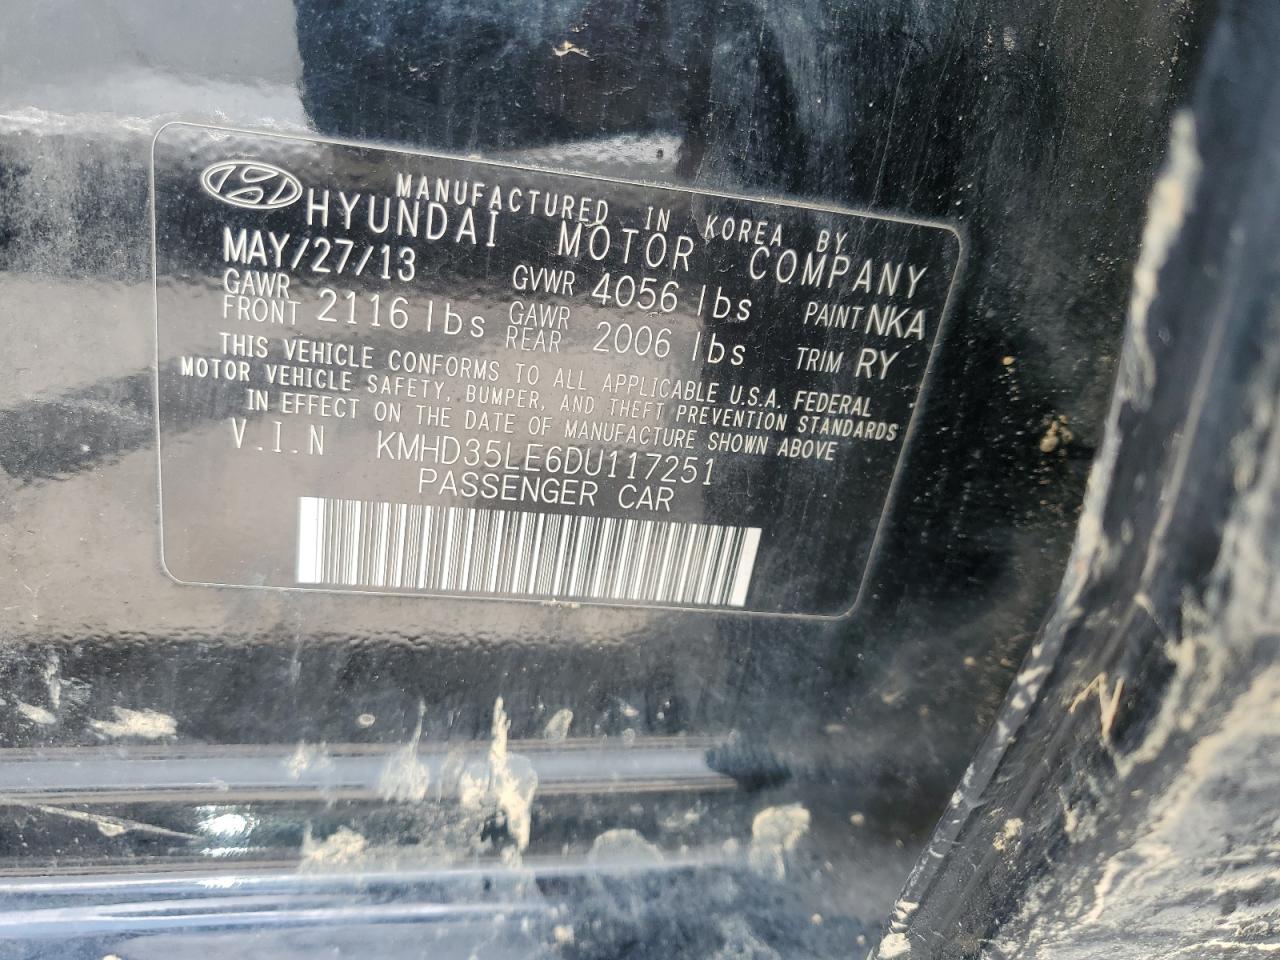 MANUFACTURED IN KOREA BY
HYUNDAI MOTOR COMPANY
MAY/27/13 GVWR 4056 lbs PAINT NKA
GAWR FRONT 2116 lbs GAWR REAR 2006 lbs TRIM RY
THIS VEHICLE CONFORMS TO ALL APPLICABLE U.S.A. FEDERAL
MOTOR VEHICLE SAFETY, BUMPER, AND THEFT PREVENTION STANDARDS
IN EFFECT ON THE DATE OF MANUFACTURE SHOWN ABOVE
V.I.N KMHD35LE6DU117251
PASSENGER CAR